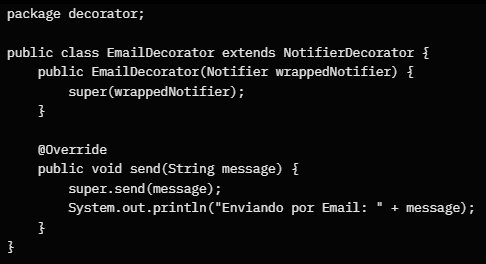 package decorator;

public class EmailDecorator extends NotifierDecorator {
    public EmailDecorator(Notifier wrappedNotifier) {
        super(wrappedNotifier);
    }

    @Override
    public void send(String message) {
        super.send(message);
        System.out.println("Enviando por Email: " + message);
    }
}